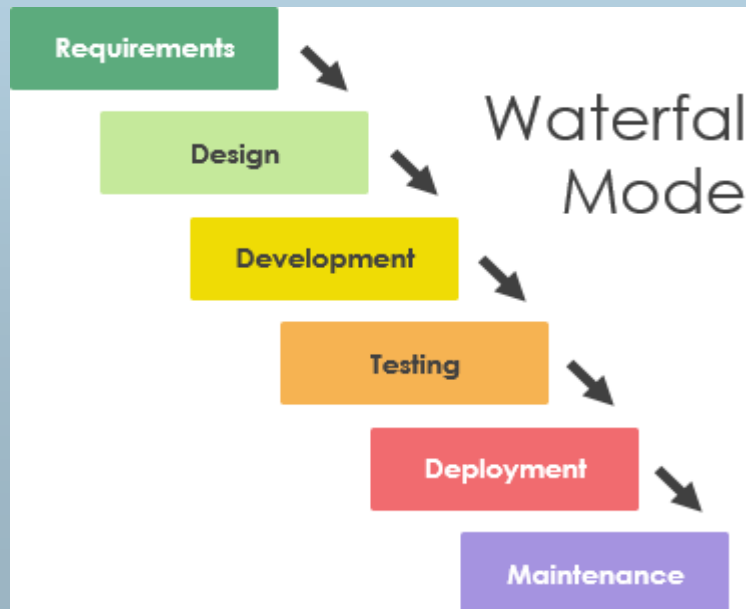 Requirements
Waterfal
Mode
Design
Development
Testing
Deployment
Maintenance